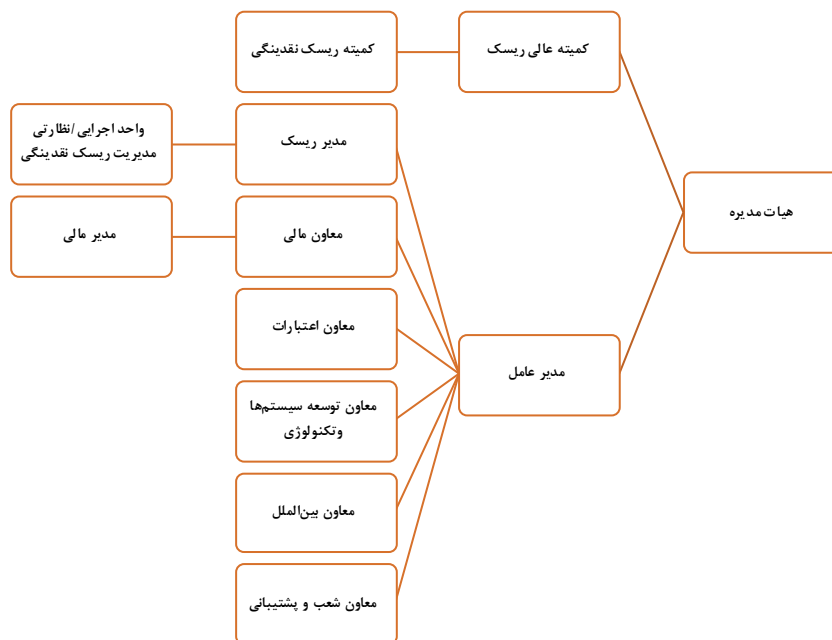 هیات مدیره
کمیته عالی ریسک
کمیته ریسک نقدینگی
مدیر عامل
مدیر ریسک
واحد اجرایی/نظارتی
مدیریت ریسک نقدینگی
معاون مالی
مدیر مالی
معاون اعتبارات
معاون توسعه سیستم‌ها
وتکنولوژی
معاون بین‌الملل
معاون شعب و پشتیبانی